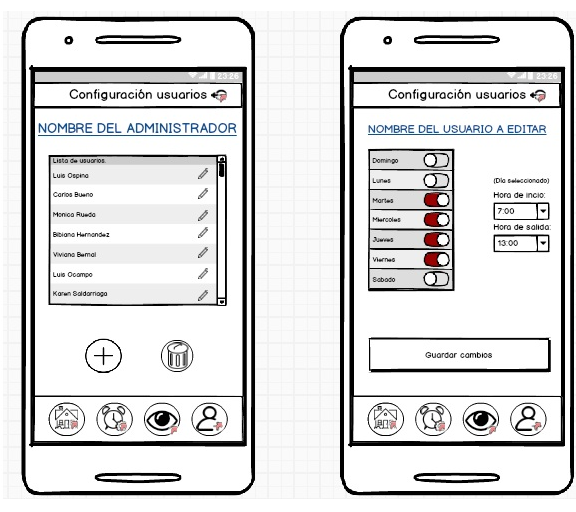 23:26
Configuración usuarios
NOMBRE DEL ADMINISTRADOR
Lista de usuarios:
Luis Ospina
Carlos Bueno
Monica Rueda
Bibiana Hernandez
Viviana Bernal
Luis Ocampo
Karen Saldarriaga
23:26
Configuración usuarios
NOMBRE DEL USUARIO A EDITAR
Domingo
Lunes
Martes
Miercoles
Jueves
Viernes
Sabado
(Día seleccionado)
Hora de incio:
7:00
Hora de salida:
13:00
Guardar cambios